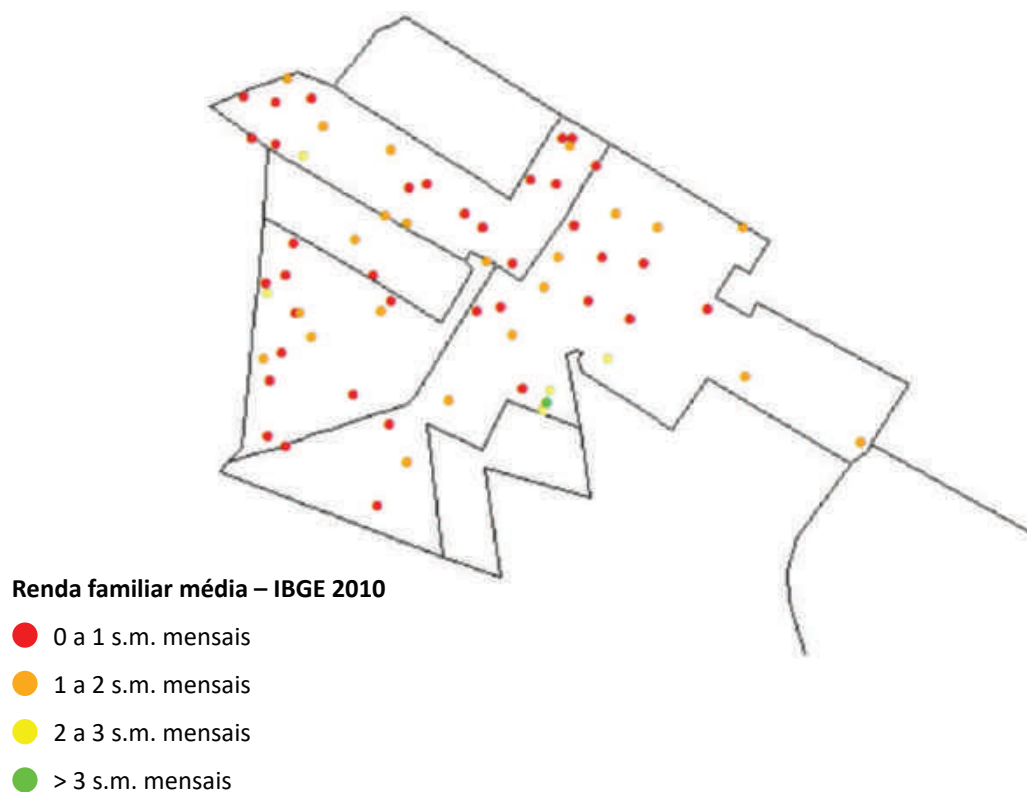 Renda familiar média – IBGE 2010
0 a 1 s.m. mensais
1 a 2 s.m. mensais
2 a 3 s.m. mensais
> 3 s.m. mensais